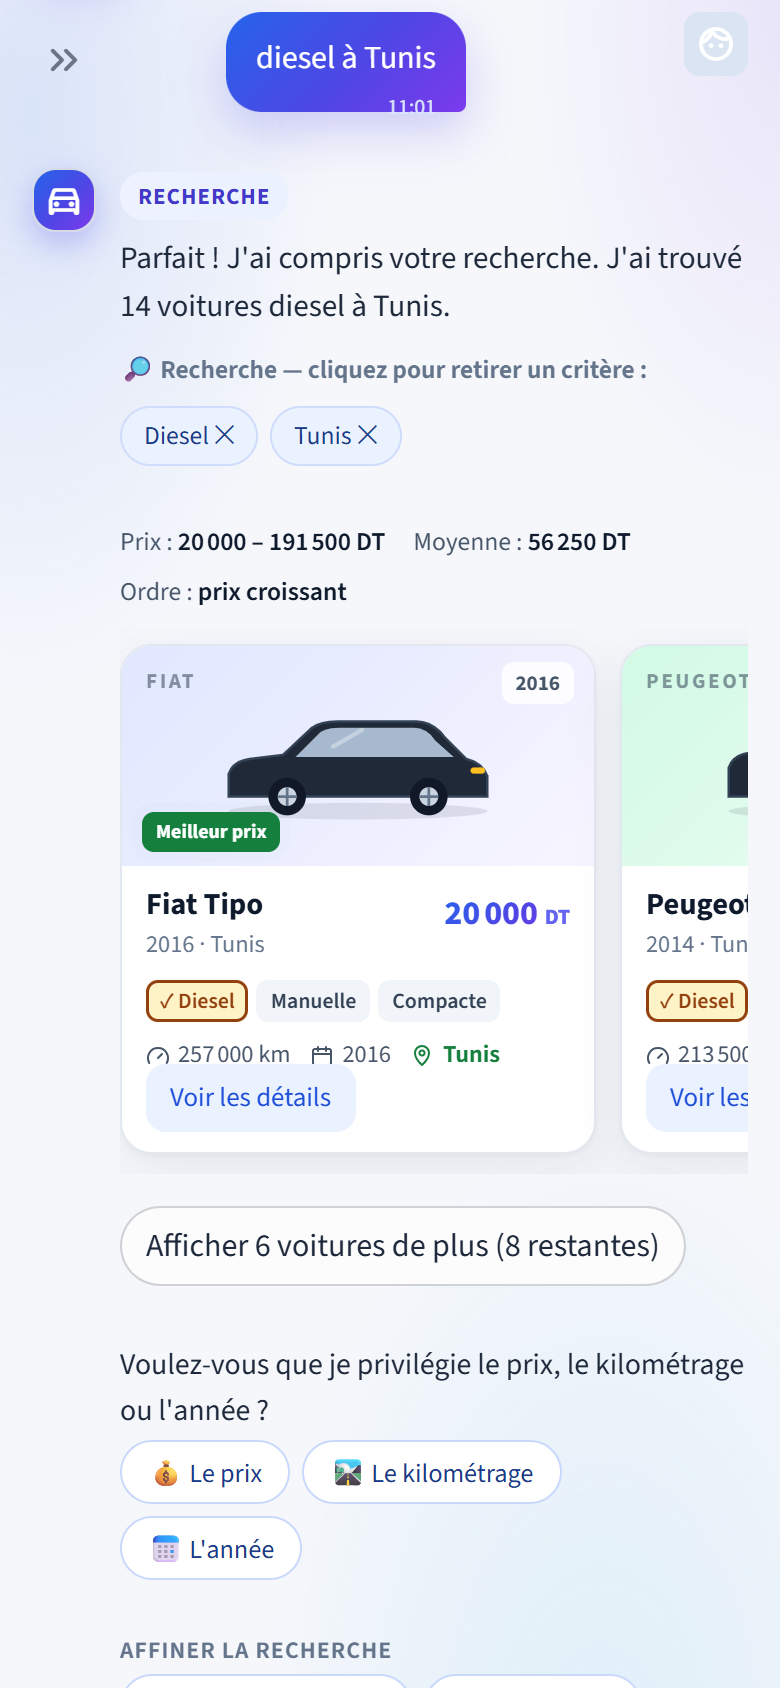 diesel à Tunis
11:01
RECHERCHE
Parfait ! J'ai compris votre recherche. J'ai trouvé
14 voitures diesel à Tunis.
🔎 Recherche — cliquez pour retirer un critère :
Diesel ✕ Tunis ✕
Prix : 20 000 – 191 500 DT Moyenne : 56 250 DT
Ordre : prix croissant
FIAT 2016 PEUGEOT
Meilleur prix
Fiat Tipo 20 000 DT Peugeot
2016 · Tunis 2014 · Tun
✓ Diesel Manuelle Compacte ✓ Diesel
257 000 km 2016 Tunis 213 500
Voir les détails Voir les
Afficher 6 voitures de plus (8 restantes)
Voulez-vous que je privilégie le prix, le kilométrage
ou l'année ?
💰 Le prix 🛣️ Le kilométrage
📅 L'année
AFFINER LA RECHERCHE